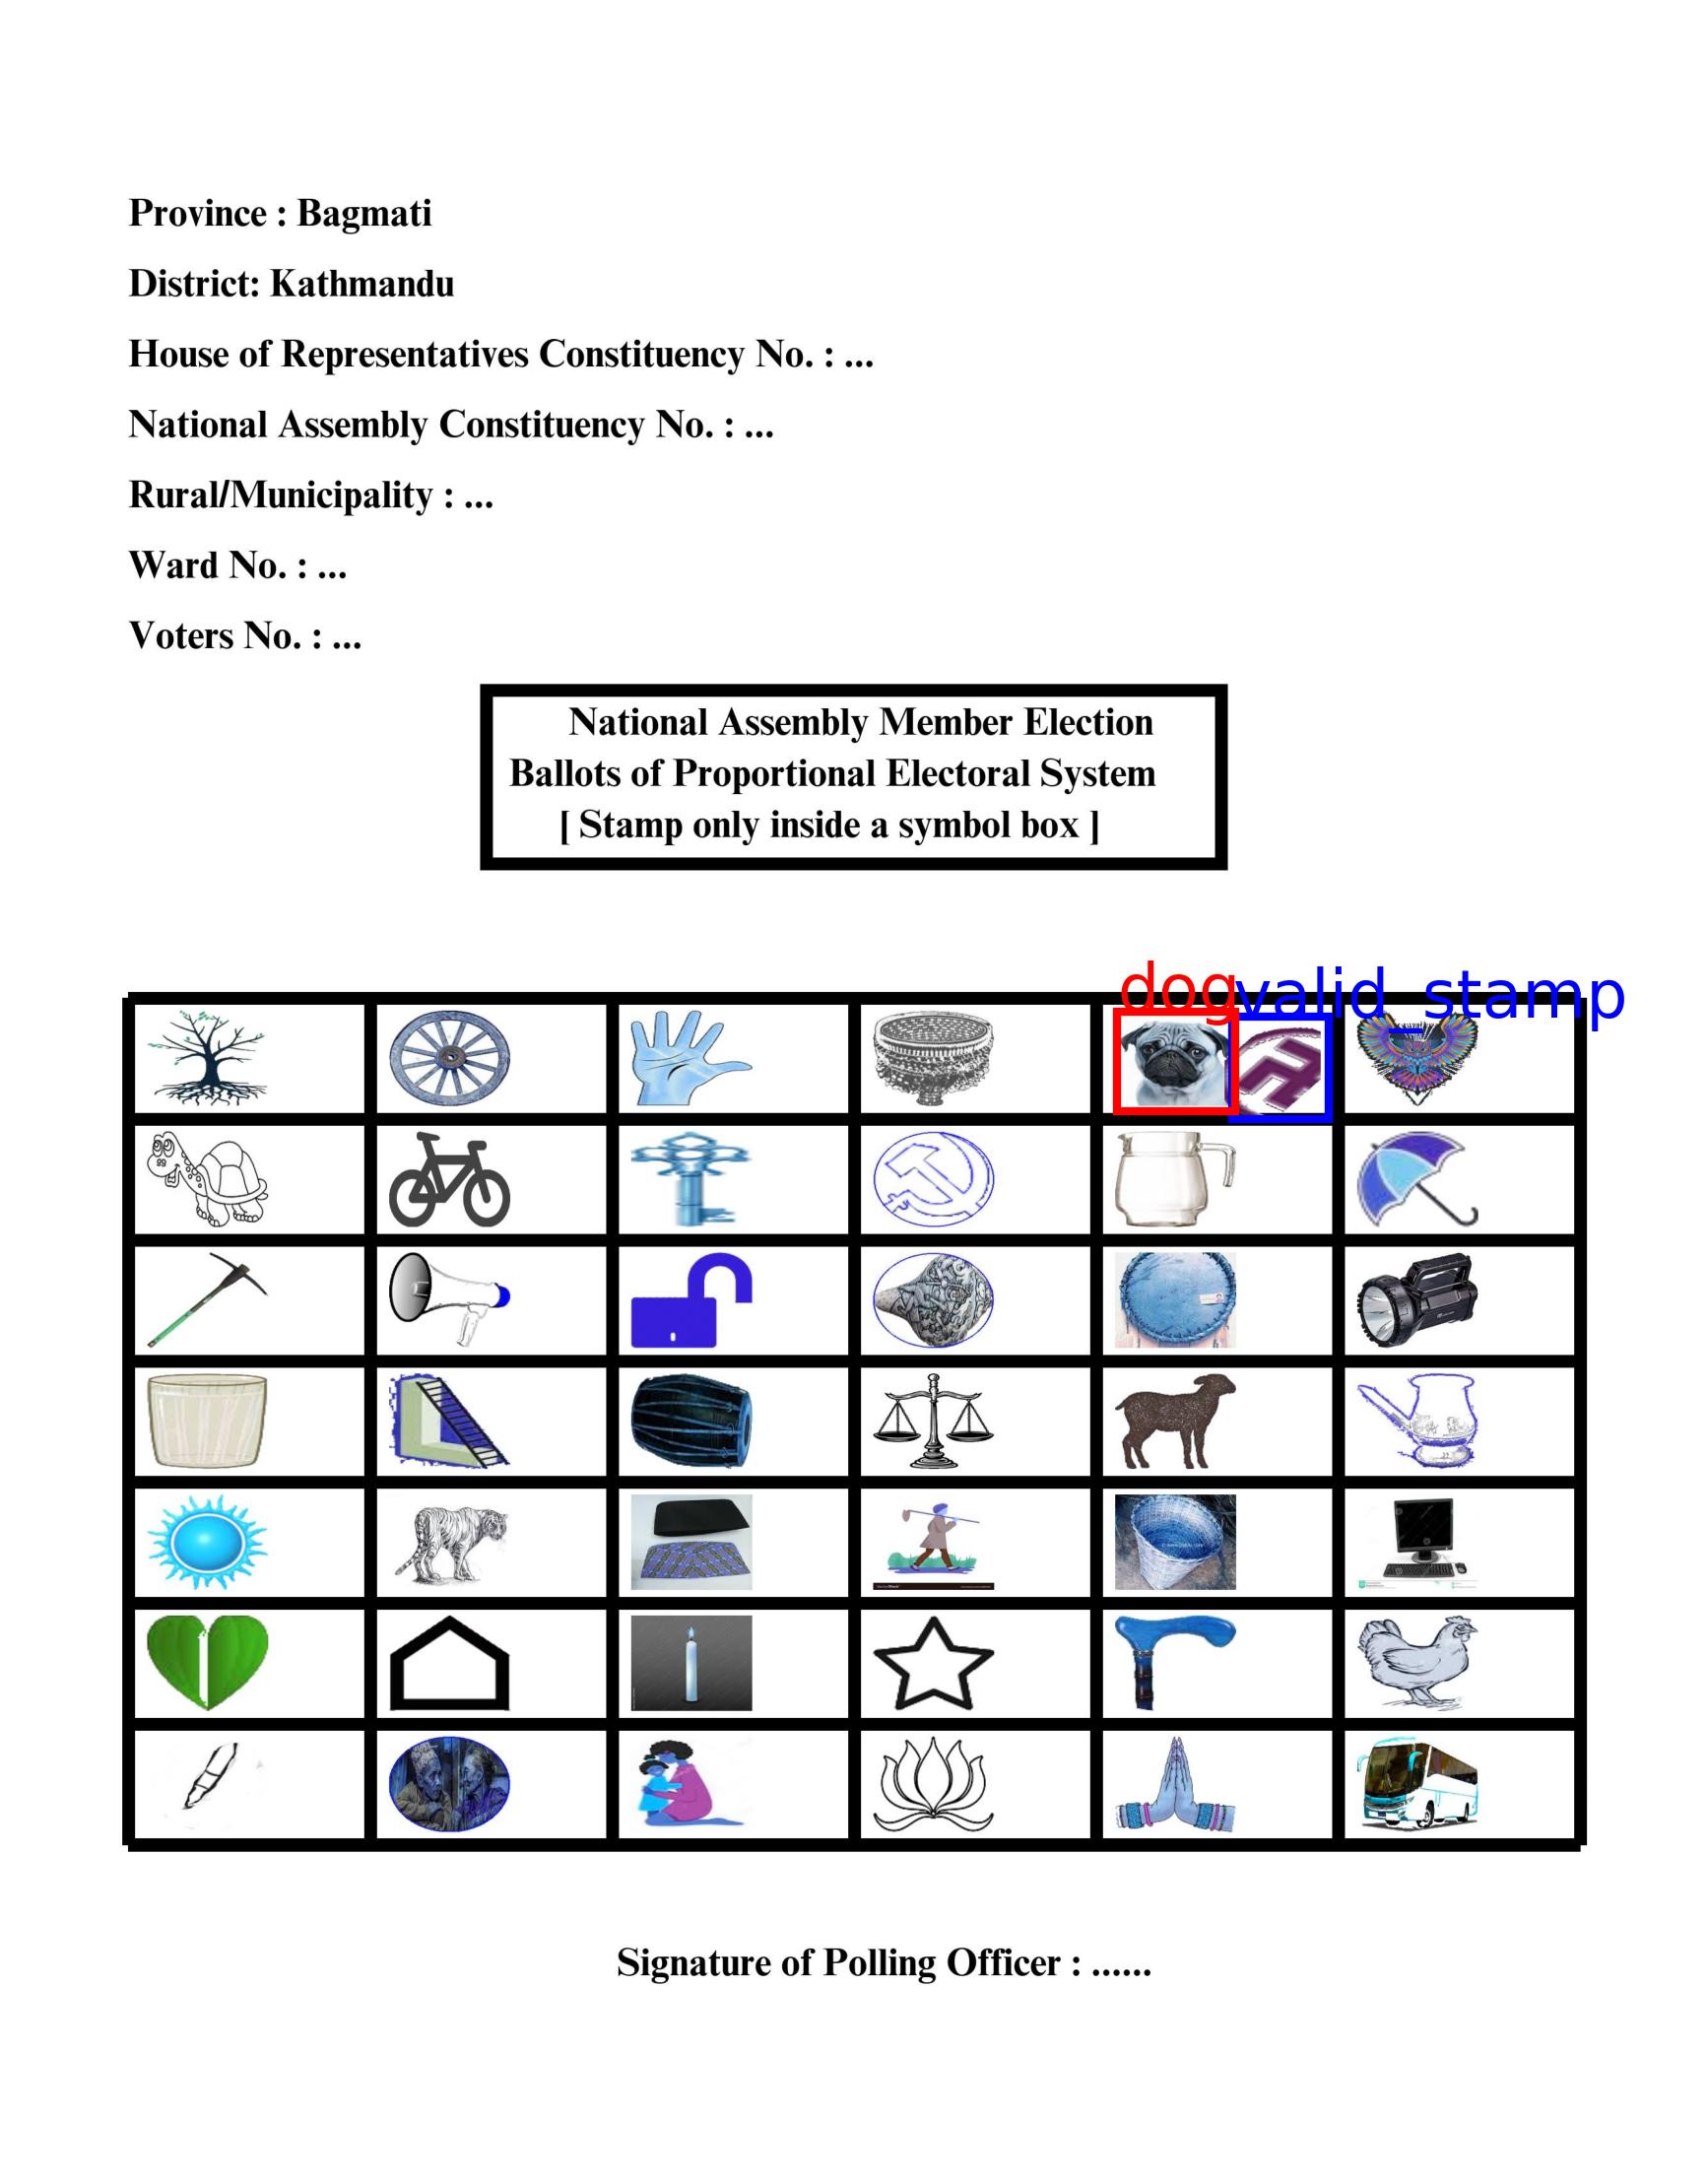 Province : Bagmati
District: Kathmandu
House of Representatives Constituency No. : ...
National Assembly Constituency No. : ...
Rural/Municipality : ...
Ward No. : ...
Voters No. : ...
National Assembly Member Election
Ballots of Proportional Electoral System
[ Stamp only inside a symbol box ]
dog valid_stamp
Signature of Polling Officer : ......